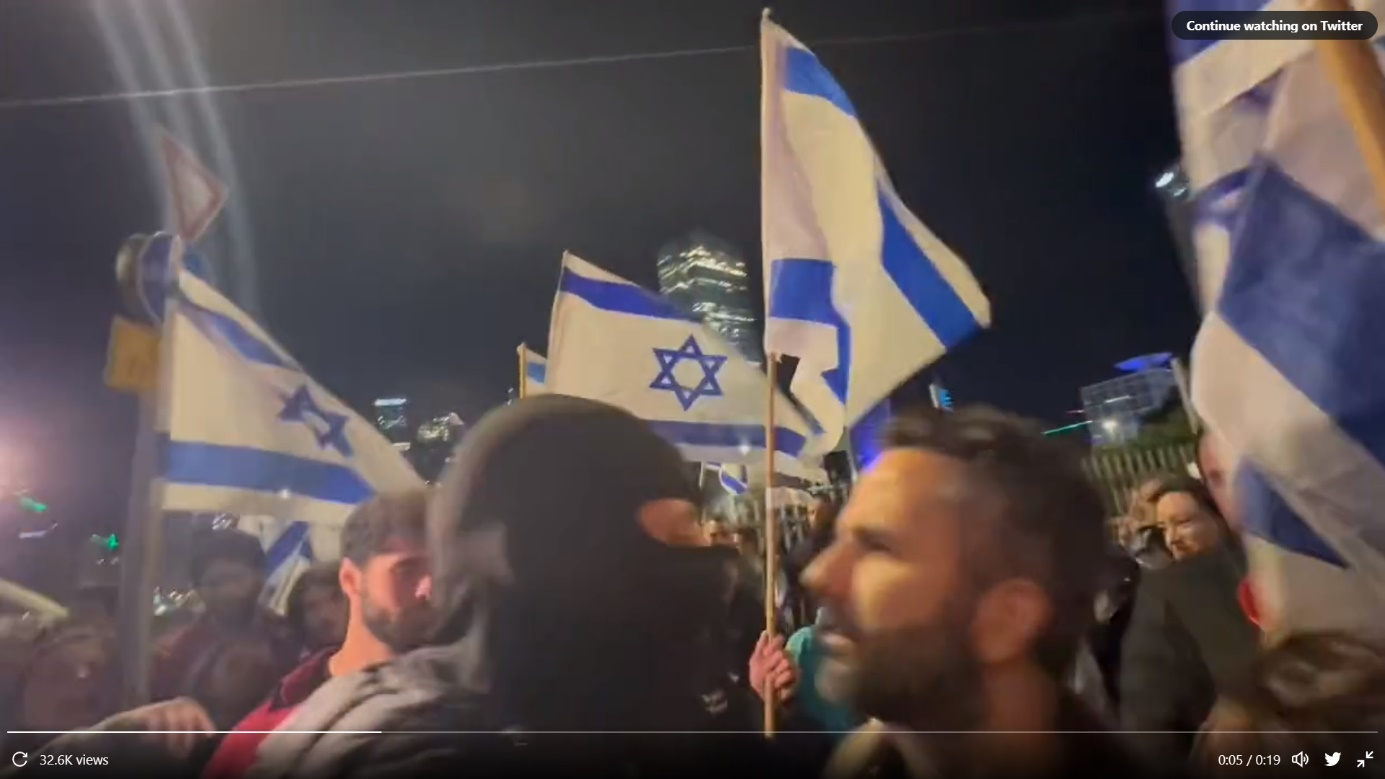 Continue watching on Twitter
32.6K views
0:05 / 0:19